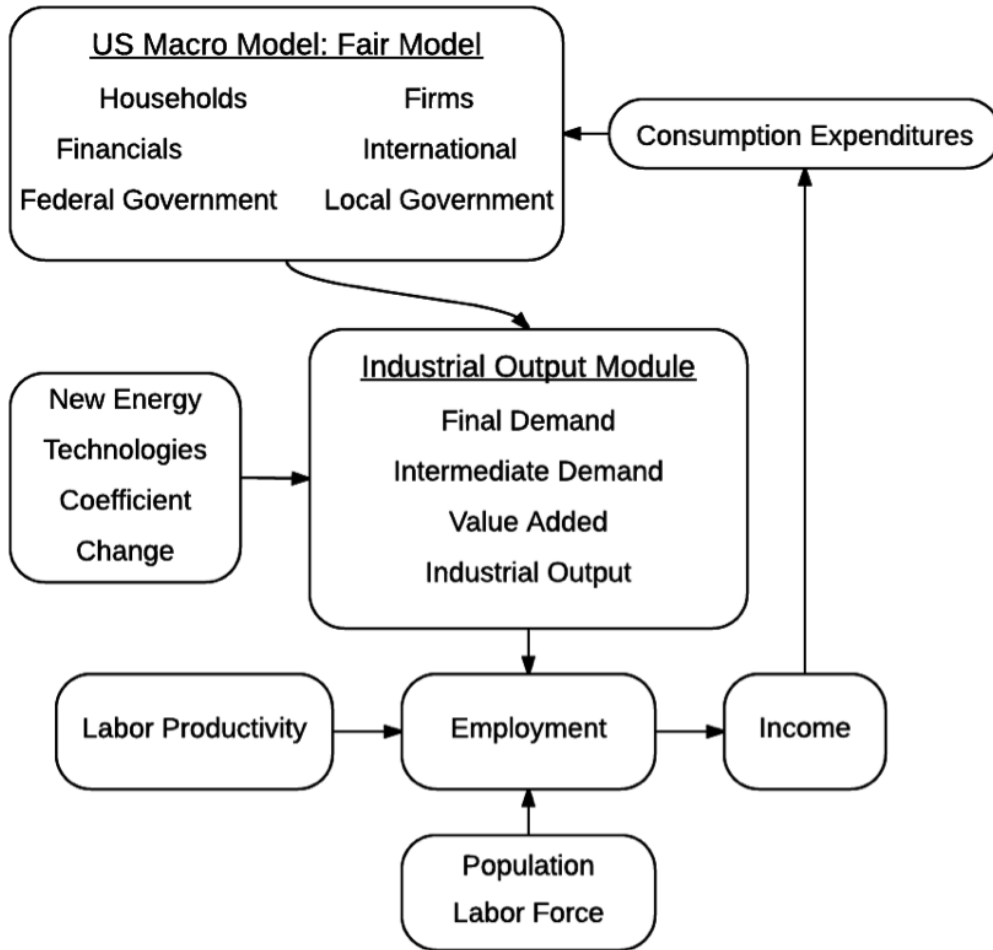 US Macro Model: Fair Model
Households Firms
Financials International
Federal Government Local Government
Consumption Expenditures
Industrial Output Module
Final Demand
Intermediate Demand
Value Added
Industrial Output
New Energy
Technologies
Coefficient
Change
Labor Productivity
Employment
Income
Population
Labor Force